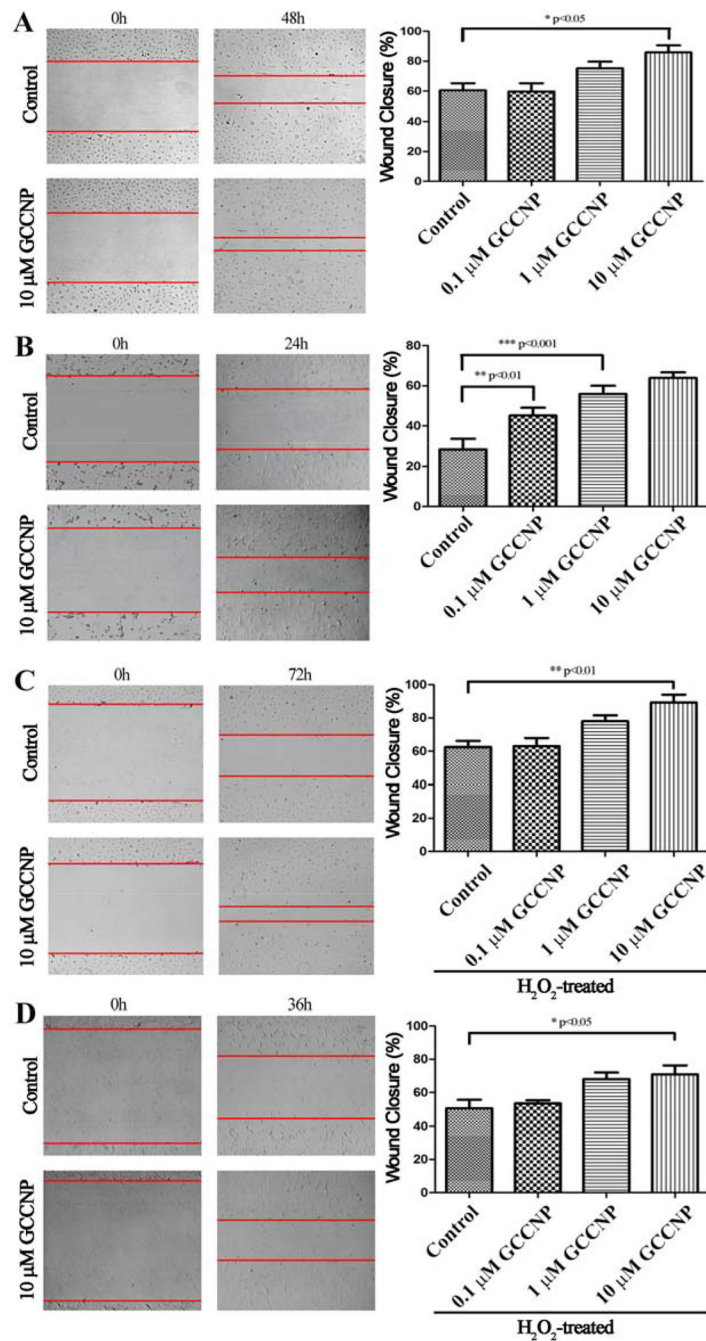 A
0h
48h
Control
10 µM GCCNP
* p<0.05
Wound Closure (%)
100
80
60
40
20
0
Control
0.1 µM GCCNP
1 µM GCCNP
10 µM GCCNP
B
0h
24h
Control
10 µM GCCNP
*** p<0.001
** p<0.01
Wound Closure (%)
80
60
40
20
0
Control
0.1 µM GCCNP
1 µM GCCNP
10 µM GCCNP
C
0h
72h
Control
10 µM GCCNP
** p<0.01
Wound Closure (%)
100
80
60
40
20
0
Control
0.1 µM GCCNP
1 µM GCCNP
10 µM GCCNP
H₂O₂-treated
D
0h
36h
Control
10 µM GCCNP
* p<0.05
Wound Closure (%)
100
80
60
40
20
0
Control
0.1 µM GCCNP
1 µM GCCNP
10 µM GCCNP
H₂O₂-treated